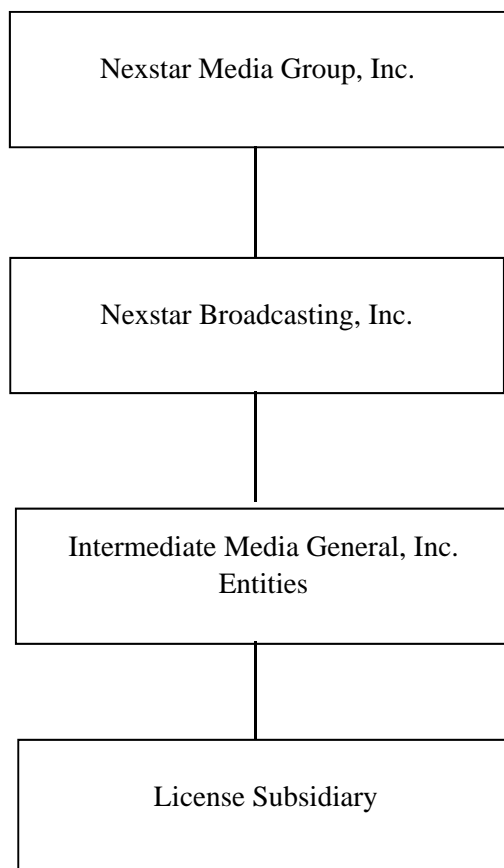 Nexstar Media Group, Inc.
Nexstar Broadcasting, Inc.
Intermediate Media General, Inc.
Entities
License Subsidiary